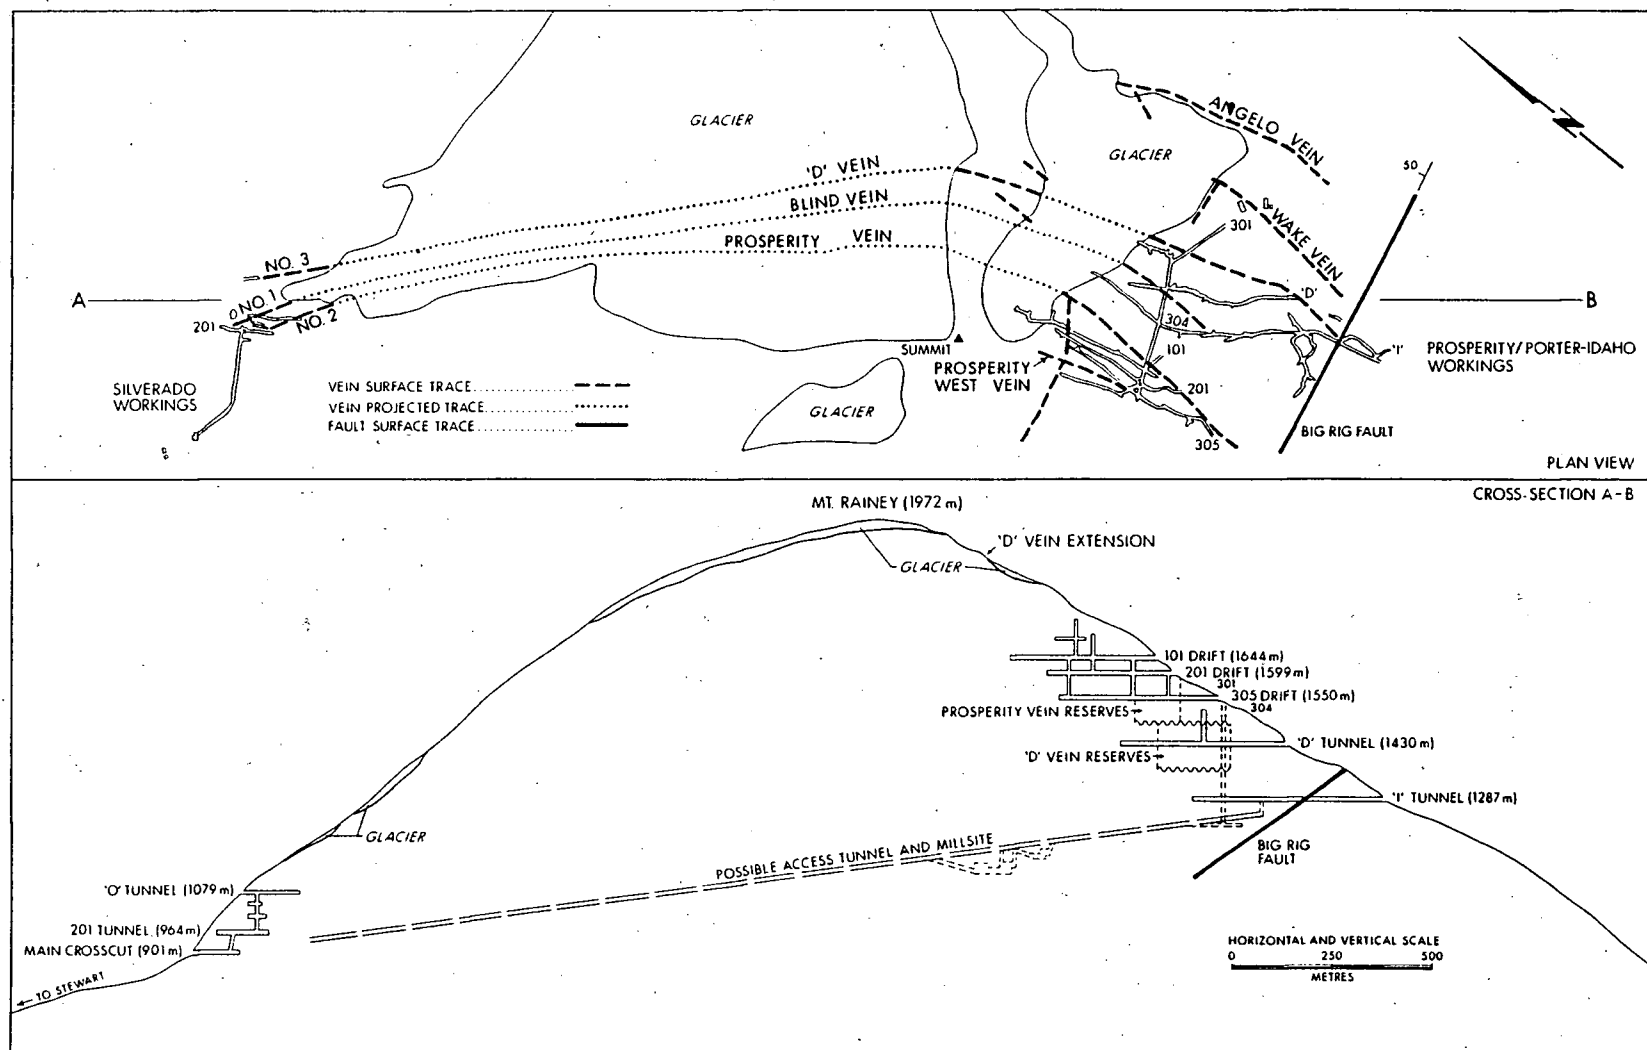 GLACIER
ANGELO VEIN
GLACIER
N
50
'D' VEIN
BLIND VEIN
PROSPERITY VEIN
WAKE VEIN
301
NO. 3
A
NO. 1
NO. 2
201
'D'
B
304
101
SUMMIT
PROSPERITY
WEST VEIN
201
305
'I'
PROSPERITY/PORTER-IDAHO
WORKINGS
SILVERADO
WORKINGS
VEIN SURFACE TRACE
VEIN PROJECTED TRACE
FAULT SURFACE TRACE
GLACIER
BIG RIG FAULT
PLAN VIEW
CROSS-SECTION A-B
MT. RAINEY (1972 m)
'D' VEIN EXTENSION
GLACIER
101 DRIFT (1644 m)
201 DRIFT (1599 m)
301
305 DRIFT (1550 m)
304
PROSPERITY VEIN RESERVES
'D' TUNNEL (1430 m)
'D' VEIN RESERVES
'I' TUNNEL (1287 m)
GLACIER
BIG RIG
FAULT
POSSIBLE ACCESS TUNNEL AND MILLSITE
'O' TUNNEL (1079 m)
201 TUNNEL (964 m)
MAIN CROSSCUT (901 m)
TO STEWART
HORIZONTAL AND VERTICAL SCALE
0 250 500
METRES